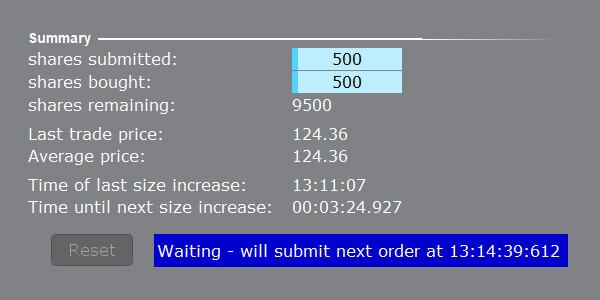 Summary
shares submitted: 500
shares bought: 500
shares remaining: 9500
Last trade price: 124.36
Average price: 124.36
Time of last size increase: 13:11:07
Time until next size increase: 00:03:24.927
Reset Waiting - will submit next order at 13:14:39:612